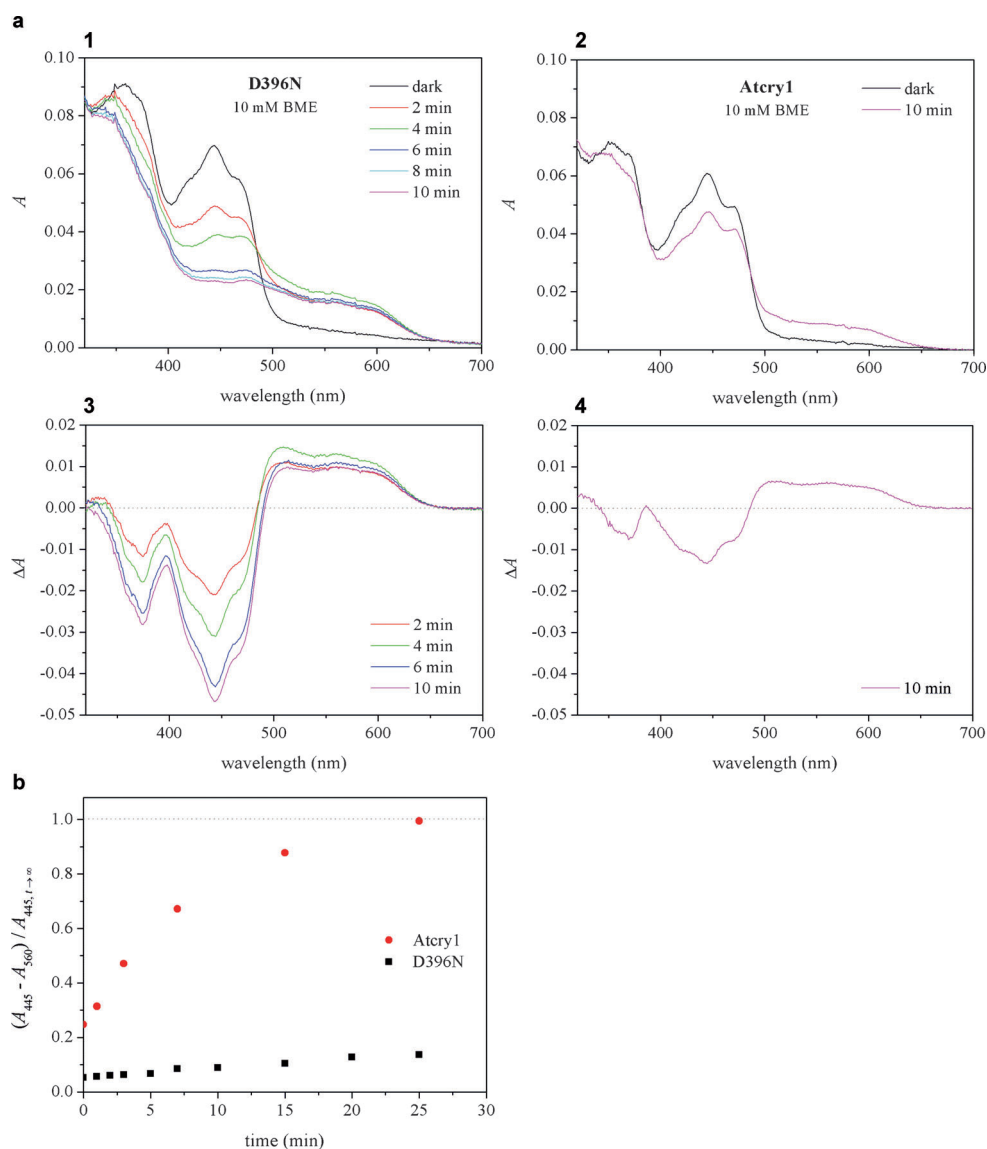 a
1
D396N
10 mM BME
dark
2 min
4 min
6 min
8 min
10 min
0.10
0.08
0.06
0.04
0.02
0.00
A
400
500
600
700
wavelength (nm)
2
Atcry1
10 mM BME
dark
10 min
0.10
0.08
0.06
0.04
0.02
0.00
A
400
500
600
700
wavelength (nm)
3
0.02
0.01
0.00
-0.01
-0.02
-0.03
-0.04
-0.05
ΔA
2 min
4 min
6 min
10 min
400
500
600
700
wavelength (nm)
4
0.02
0.01
0.00
-0.01
-0.02
-0.03
-0.04
-0.05
ΔA
10 min
400
500
600
700
wavelength (nm)
b
1.0
0.8
0.6
0.4
0.2
0.0
(A445 - A560) / A445, t→∞
Atcry1
D396N
0
5
10
15
20
25
30
time (min)